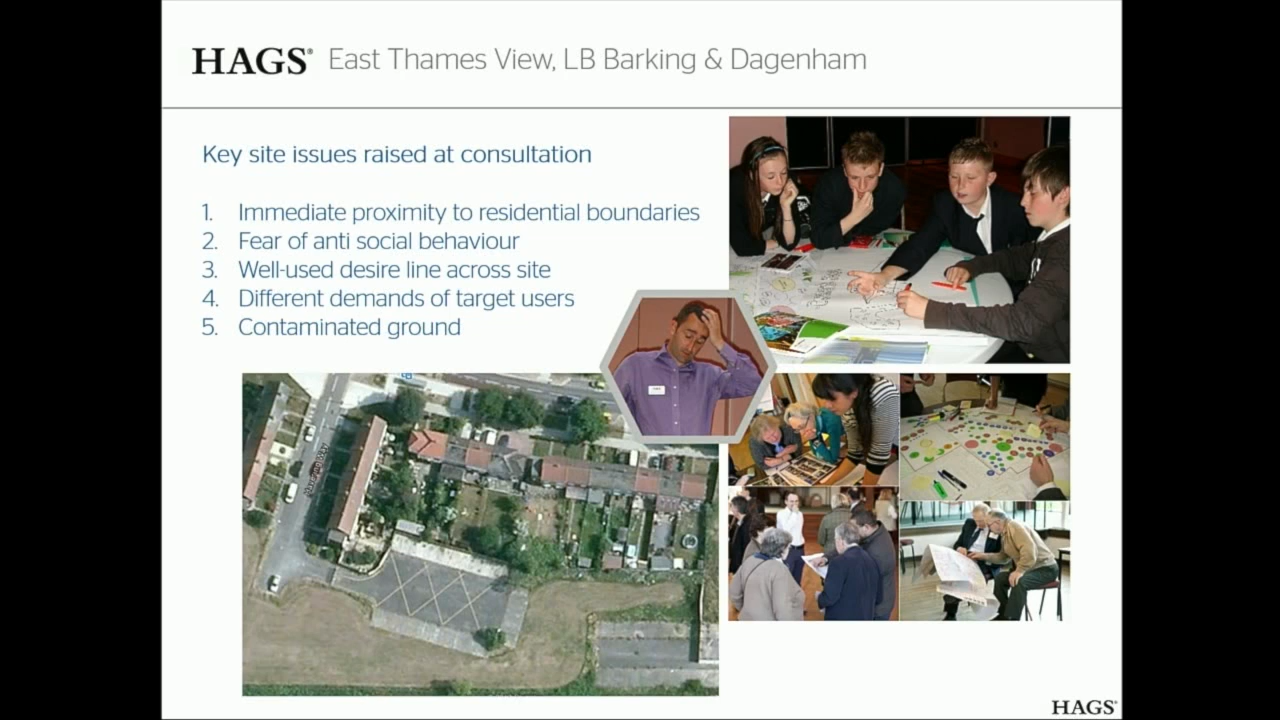 HAGS® East Thames View, LB Barking & Dagenham
Key site issues raised at consultation
1. Immediate proximity to residential boundaries
2. Fear of anti social behaviour
3. Well-used desire line across site
4. Different demands of target users
5. Contaminated ground
HAGS®